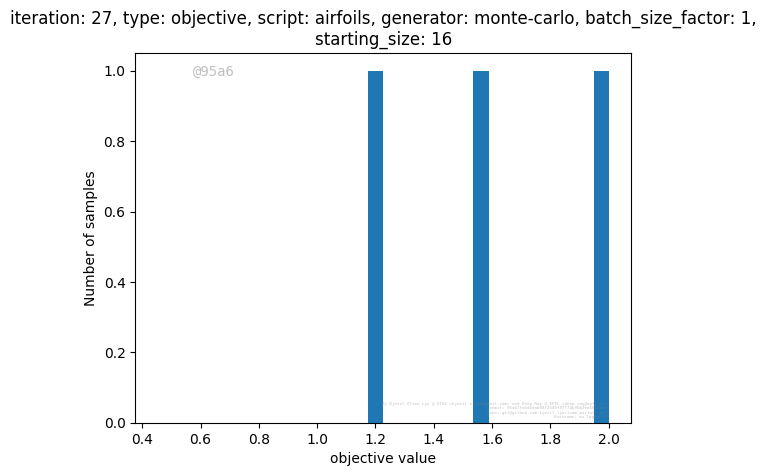 iteration: 27, type: objective, script: airfoils, generator: monte-carlo, batch_size_factor: 1,
starting_size: 16
@95a6
1.0
0.8
0.6
0.4
0.2
0.0
Number of samples
0.4 0.6 0.8 1.0 1.2 1.4 1.6 1.8 2.0
objective value